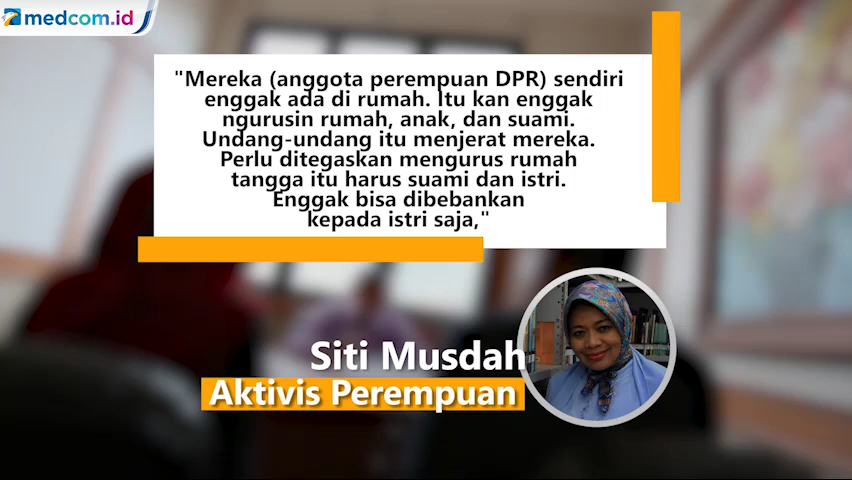 medcom.id
"Mereka (anggota perempuan DPR) sendiri
enggak ada di rumah. Itu kan enggak
ngurusin rumah, anak, dan suami.
Undang-undang itu menjerat mereka.
Perlu ditegaskan mengurus rumah
tangga itu harus suami dan istri.
Enggak bisa dibebankan
kepada istri saja,"
Siti Musdah
Aktivis Perempuan